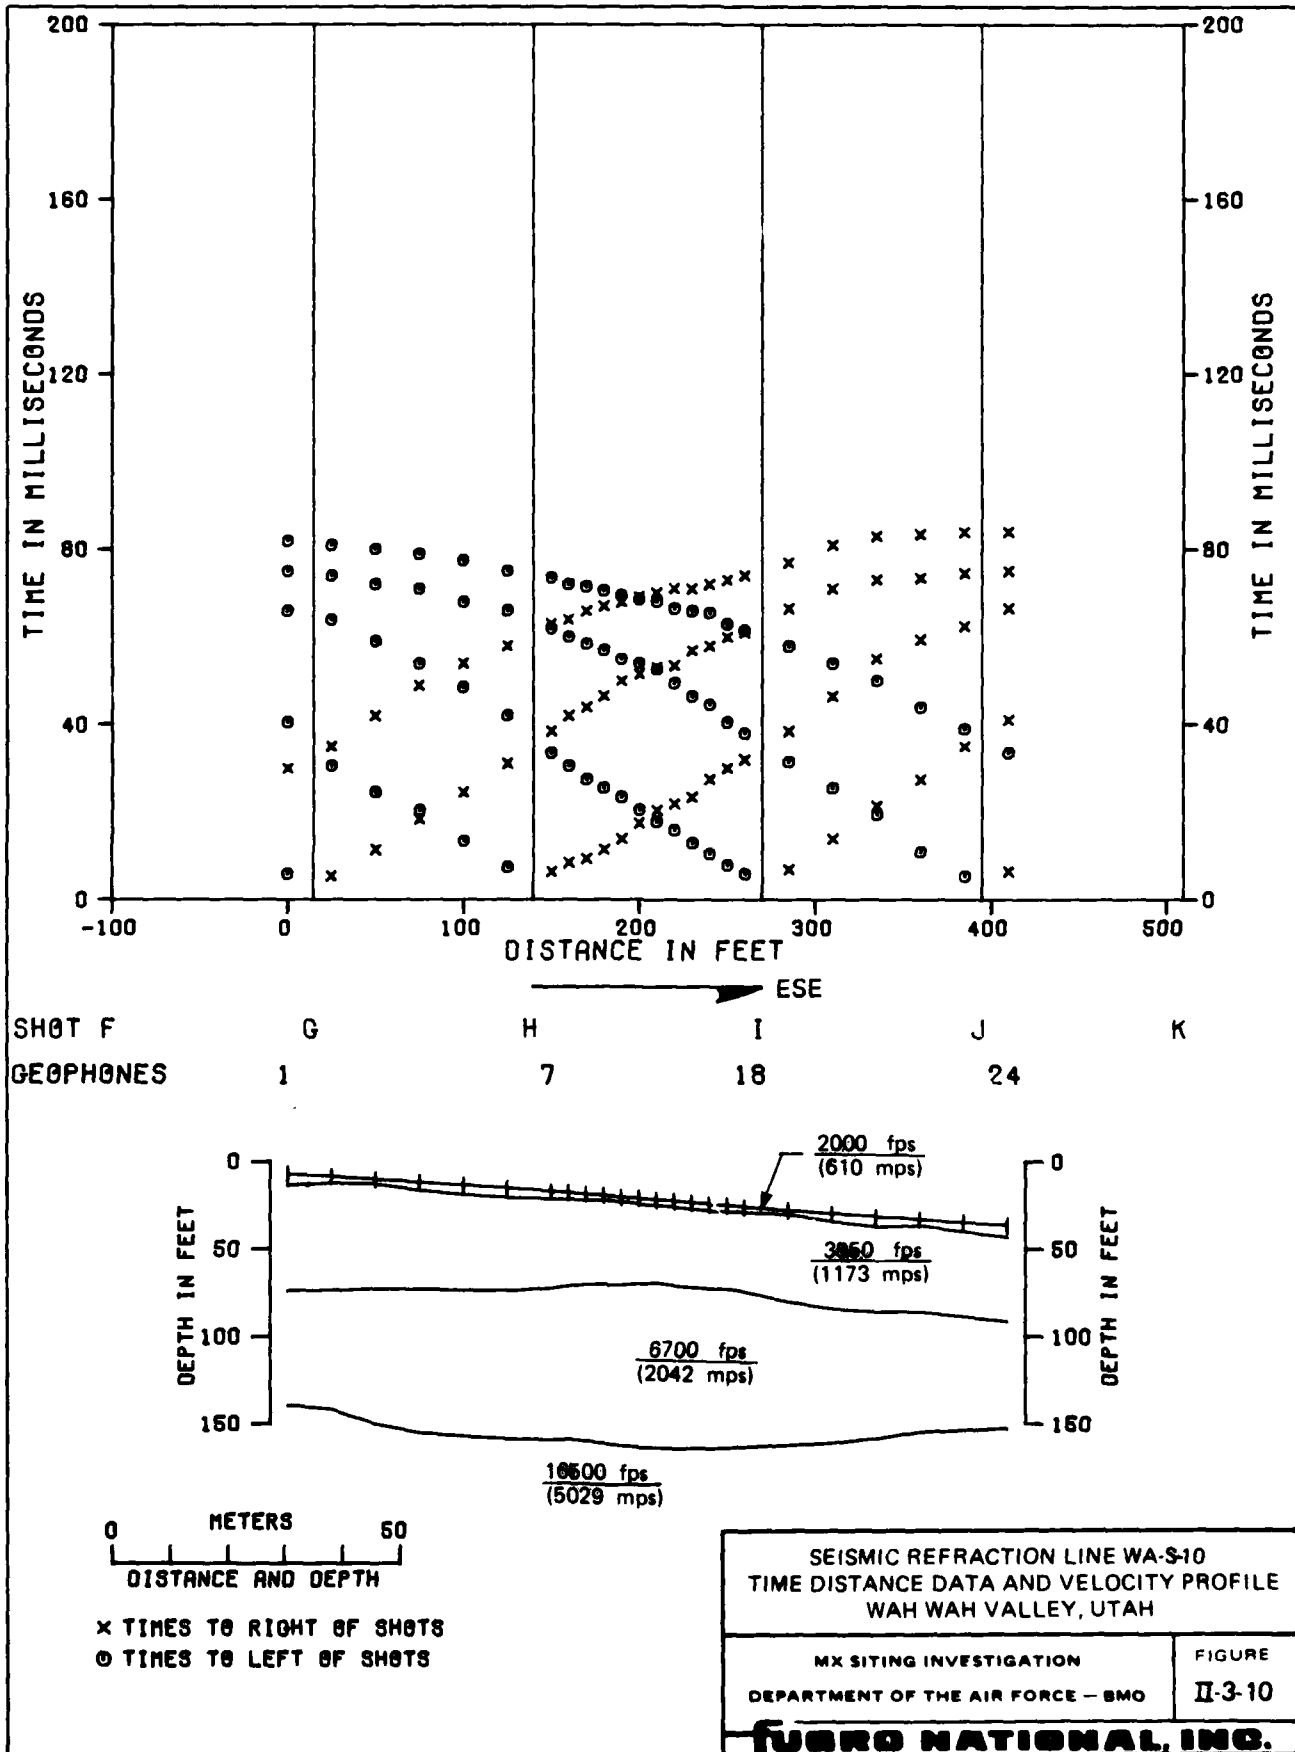 200 200
160 160
120 120
80 80
40 40
0 0
TIME IN MILLISECONDS
TIME IN MILLISECONDS
-100 0 100 200 300 400 500
DISTANCE IN FEET
ESE
SHOT F G H I J K
GEOPHONES 1 7 18 24
0 0
50 50
100 100
150 150
DEPTH IN FEET
DEPTH IN FEET
2000 fps
(610 mps)
fps
(1173 mps)
6700 fps
(2042 mps)
fps
(5029 mps)
0 METERS 50
DISTANCE AND DEPTH
× TIMES TO RIGHT OF SHOTS
⊙ TIMES TO LEFT OF SHOTS
SEISMIC REFRACTION LINE WA-S-10
TIME DISTANCE DATA AND VELOCITY PROFILE
WAH WAH VALLEY, UTAH
MX SITING INVESTIGATION
DEPARTMENT OF THE AIR FORCE — BMO
FIGURE
II-3-10
FUGRO NATIONAL, INC.